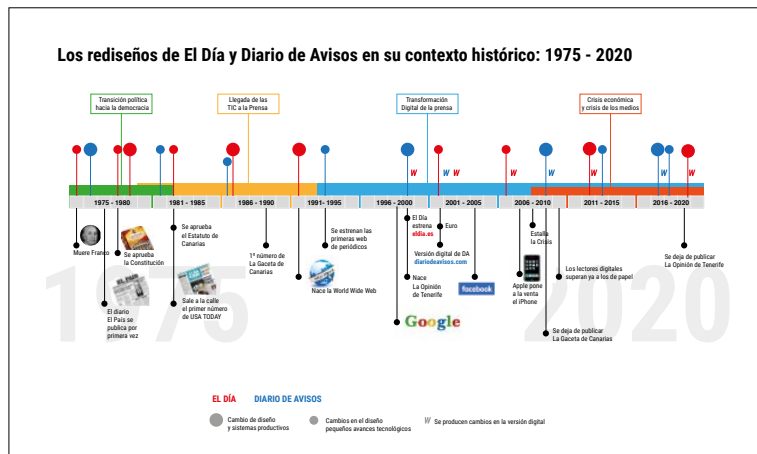 Los rediseños de El Día y Diario de Avisos en su contexto histórico: 1975 - 2020
Transición política
hacia la democracia
Llegada de las
TIC a la Prensa
Transformación
Digital de la prensa
Crisis económica
y crisis de los medios
W
W
W
W
W
W
W
1975 - 1980
1981 - 1985
1986 - 1990
1991- 1995
1996 - 2000
2001 - 2005
2006 - 2010
2011 - 2015
2016 - 2020
Muere Franco
Se aprueba
la Constitución
El diario
El País se
publica por
primera vez
EL PAIS
Se aprueba
el Estatuto de
Canarias
Sale a la calle
el primer número
de USA TODAY
1º número de
La Gaceta de
Canarias
Nace la World Wide Web
Se estrenan las
primeras web
de periódicos
El Día
estrena
eldia.es
Euro
Versión digital de DA
diariodeavisos.com
Nace
La Opinión
de Tenerife
Google
facebook
Estalla
la Crisis
Apple pone
a la venta
el iPhone
Los lectores digitales
superan ya a los de papel
Se deja de publicar
La Gaceta de Canarias
Se deja de publicar
La Opinión de Tenerife
1975
2020
EL DÍA
DIARIO DE AVISOS
Cambio de diseño
y sistemas productivos
Cambios en el diseño
pequeños avances tecnológicos
W Se producen cambios en la versión digital